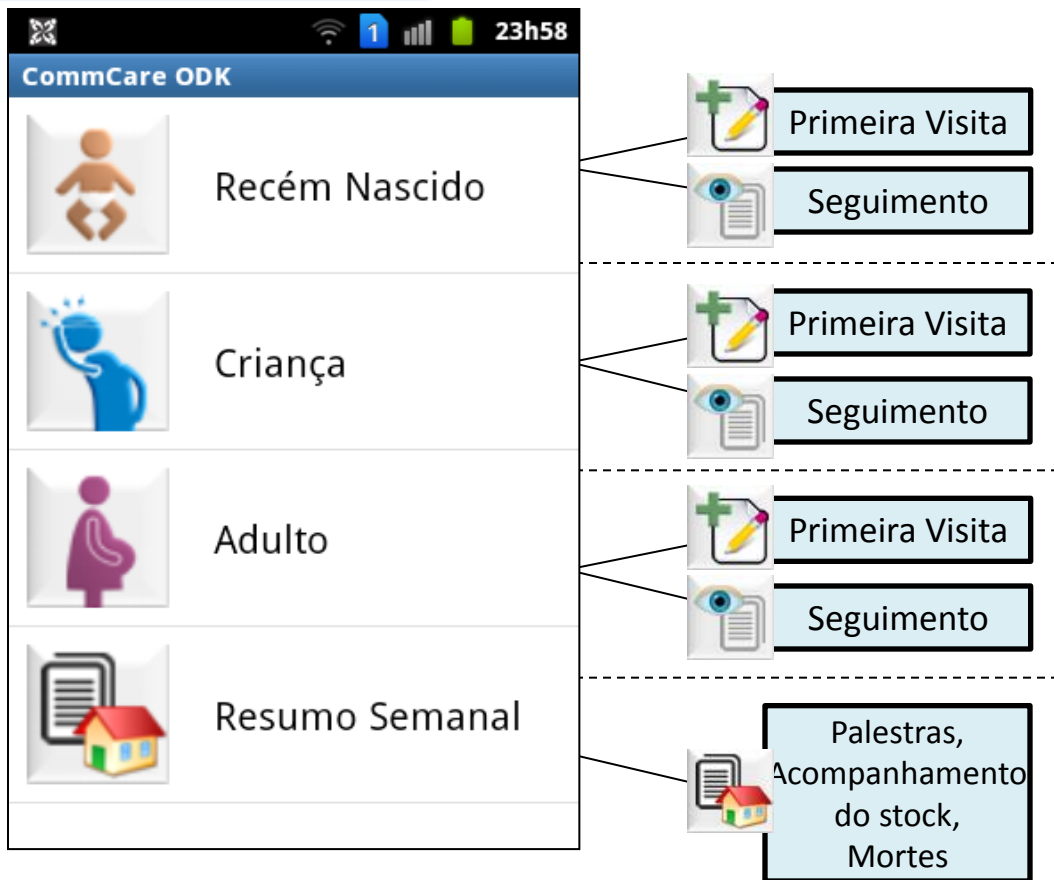 1
23h58
CommCare ODK
Recém Nascido
Primeira Visita
Seguimento
Criança
Primeira Visita
Seguimento
Adulto
Primeira Visita
Seguimento
Resumo Semanal
Palestras,
Acompanhamento
do stock,
Mortes